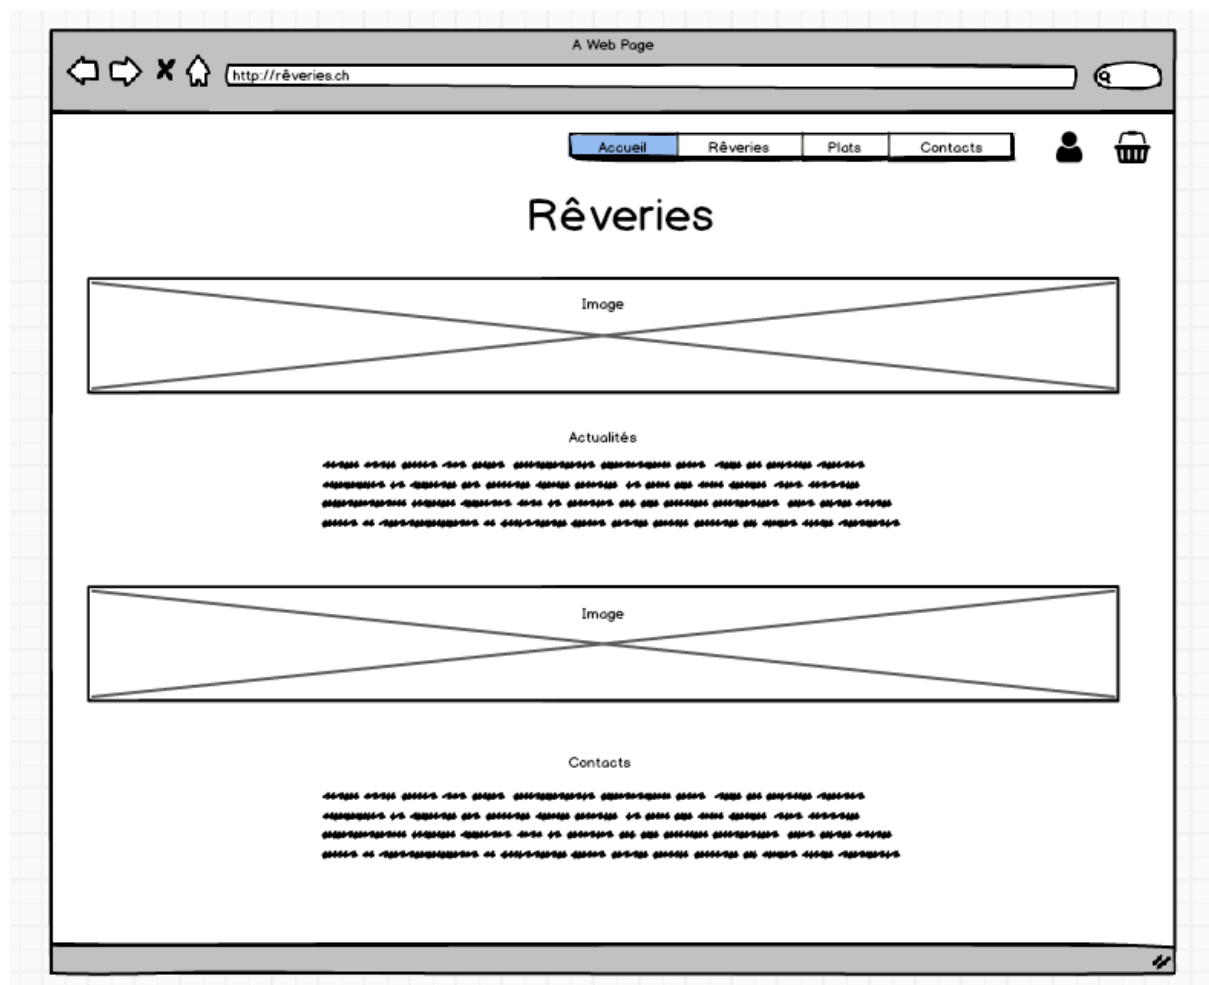 A Web Page
http://rêveries.ch
Accueil Rêveries Plats Contacts
Rêveries
Image
Actualités
Image
Contacts